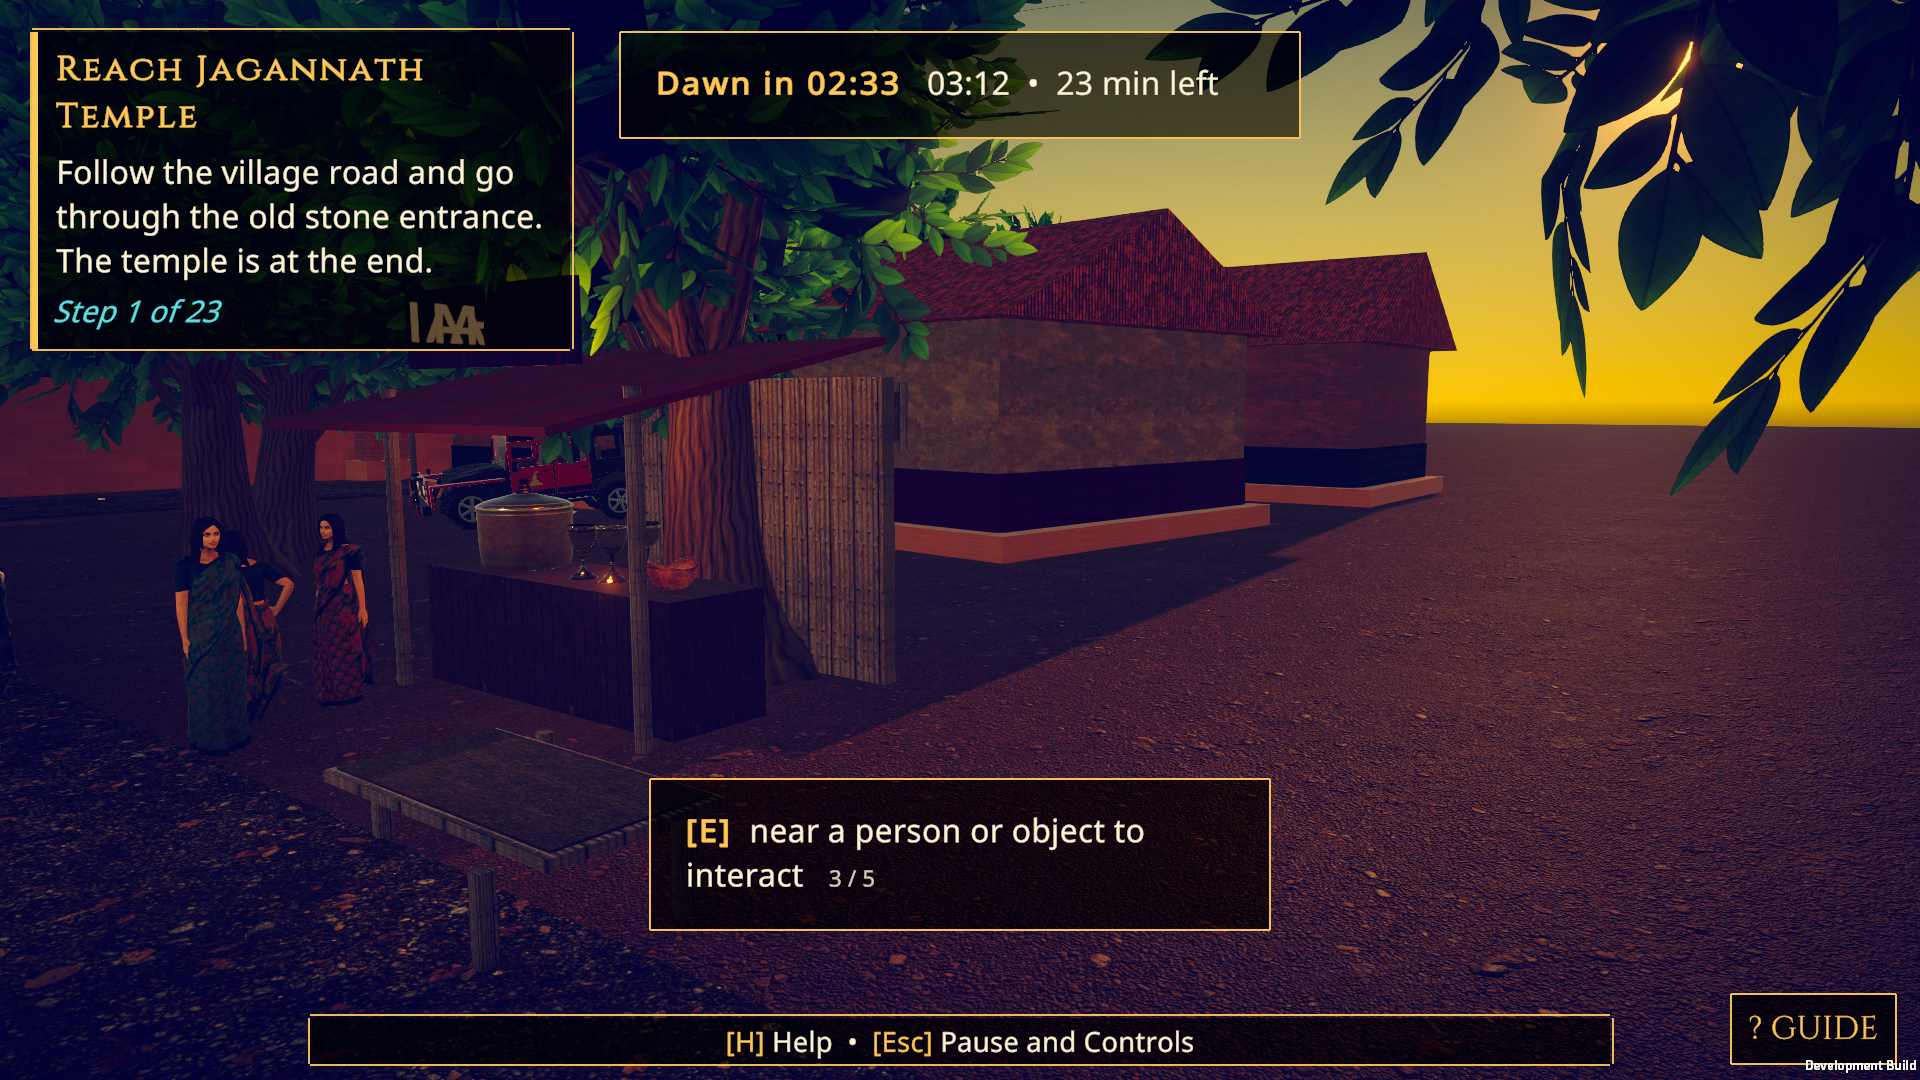 REACH JAGANNATH
TEMPLE
Follow the village road and go
through the old stone entrance.
The temple is at the end.
Step 1 of 23
Dawn in 02:33 03:12 • 23 min left
[E] near a person or object to
interact 3 / 5
[H] Help • [Esc] Pause and Controls
? GUIDE
Development Build